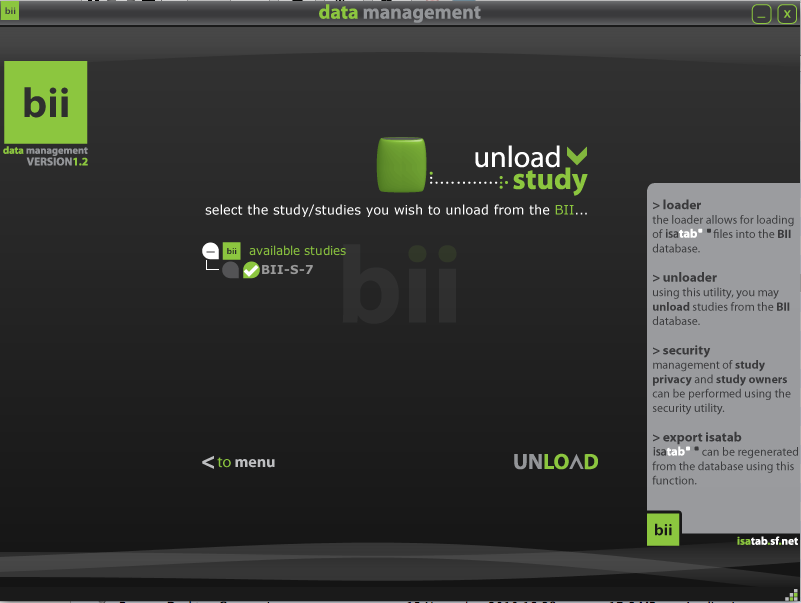 bii
data management
_ X
bii
data management
VERSION1.2
unload
study
select the study/studies you wish to unload from the BII...
bii available studies
BII-S-7
bii
< to menu
UNLOAD
> loader
the loader allows for loading
of isatab files into the BII
database.
> unloader
using this utility, you may
unload studies from the BII
database.
> security
management of study
privacy and study owners
can be performed using the
security utility.
> export isatab
isatab can be regenerated
from the database using this
function.
bii
isatab.sf.net